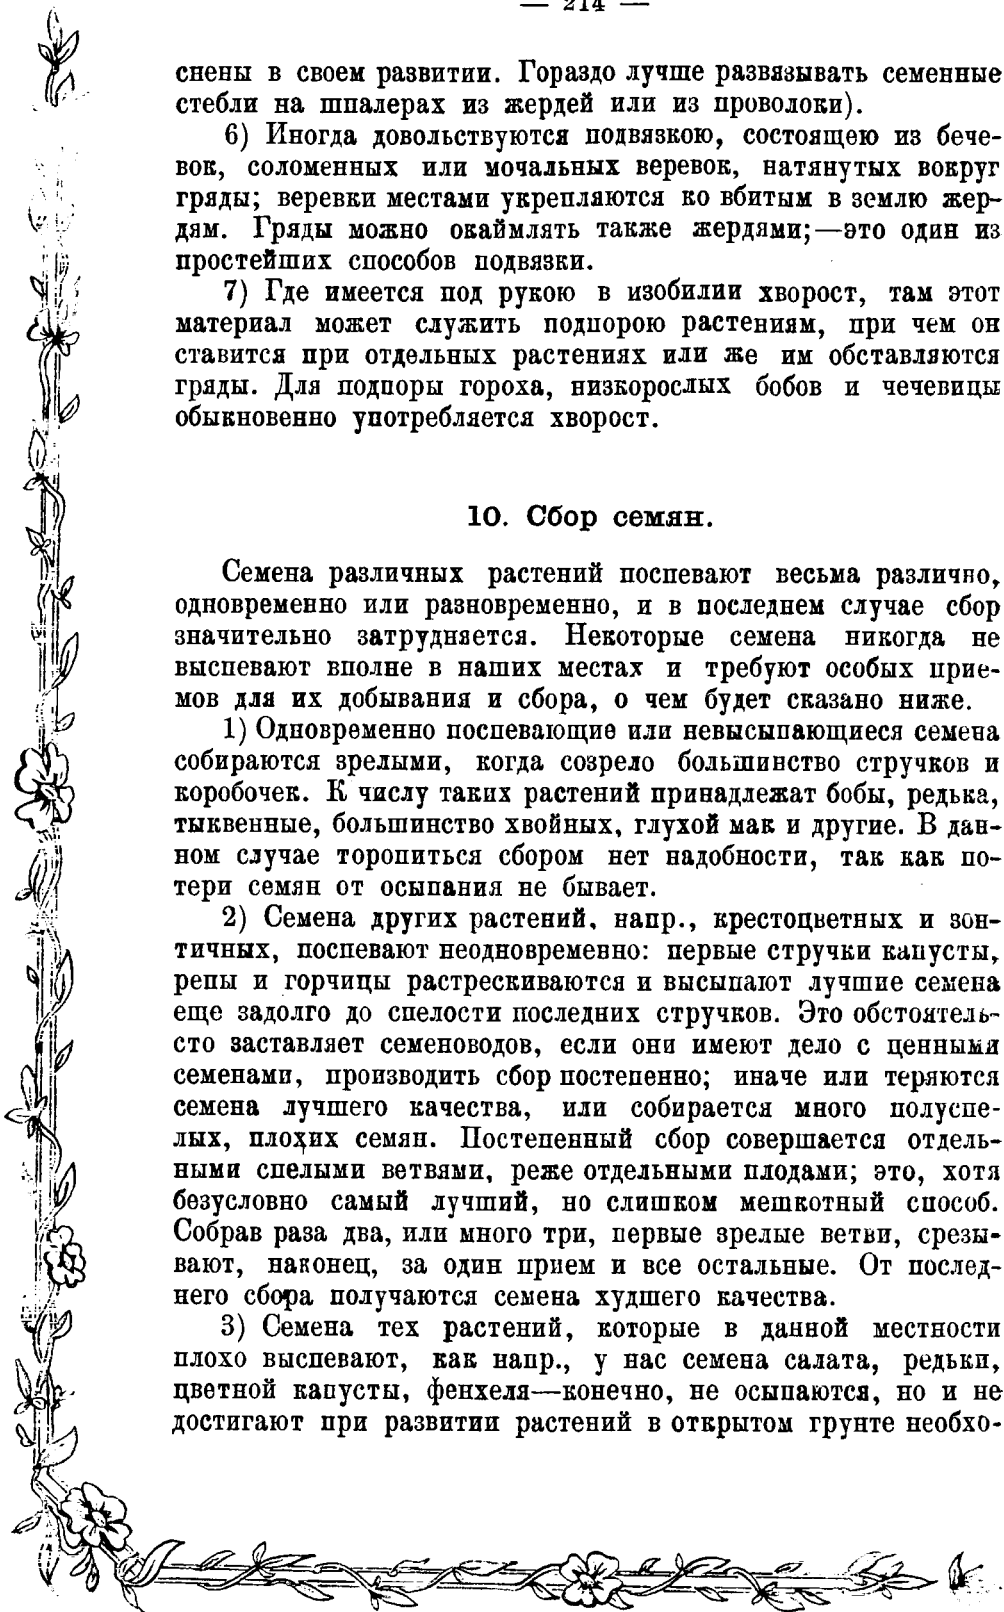 — 214 —
снены в своем развитии. Гораздо лучше развязывать семенные
стебли на шпалерах из жердей или из проволоки).
6) Иногда довольствуются подвязкою, состоящею из бече-
вок, соломенных или мочальных веревок, натянутых вокруг
гряды; веревки местами укрепляются ко вбитым в землю жер-
дям. Гряды можно окаймлять также жердями;—это один из
простейших способов подвязки.
7) Где имеется под рукою в изобилии хворост, там этот
материал может служить подпорою растениям, при чем он
ставится при отдельных растениях или же им обставляются
гряды. Для подпоры гороха, низкорослых бобов и чечевицы
обыкновенно употребляется хворост.
10. Сбор семян.
Семена различных растений поспевают весьма различно,
одновременно или разновременно, и в последнем случае сбор
значительно затрудняется. Некоторые семена никогда не
выспевают вполне в наших местах и требуют особых прие-
мов для их добывания и сбора, о чем будет сказано ниже.
1) Одновременно поспевающие или невысыпающиеся семена
собираются зрелыми, когда созрело большинство стручков и
коробочек. К числу таких растений принадлежат бобы, редька,
тыквенные, большинство хвойных, глухой мак и другие. В дан-
ном случае торопиться сбором нет надобности, так как по-
тери семян от осыпания не бывает.
2) Семена других растений, напр., крестоцветных и зон-
тичных, поспевают неодновременно: первые стручки капусты,
репы и горчицы растрескиваются и высыпают лучшие семена
еще задолго до спелости последних стручков. Это обстоятель-
сто заставляет семеноводов, если они имеют дело с ценными
семенами, производить сбор постепенно; иначе или теряются
семена лучшего качества, или собирается много полуспе-
лых, плохих семян. Постепенный сбор совершается отдель-
ными спелыми ветвями, реже отдельными плодами; это, хотя
безусловно самый лучший, но слишком мешкотный способ.
Собрав раза два, или много три, первые зрелые ветви, срезы-
вают, наконец, за один прием и все остальные. От послед-
него сбора получаются семена худшего качества.
3) Семена тех растений, которые в данной местности
плохо выспевают, как напр., у нас семена салата, редьки,
цветной капусты, фенхеля—конечно, не осыпаются, но и не
достигают при развитии растений в открытом грунте необхо-